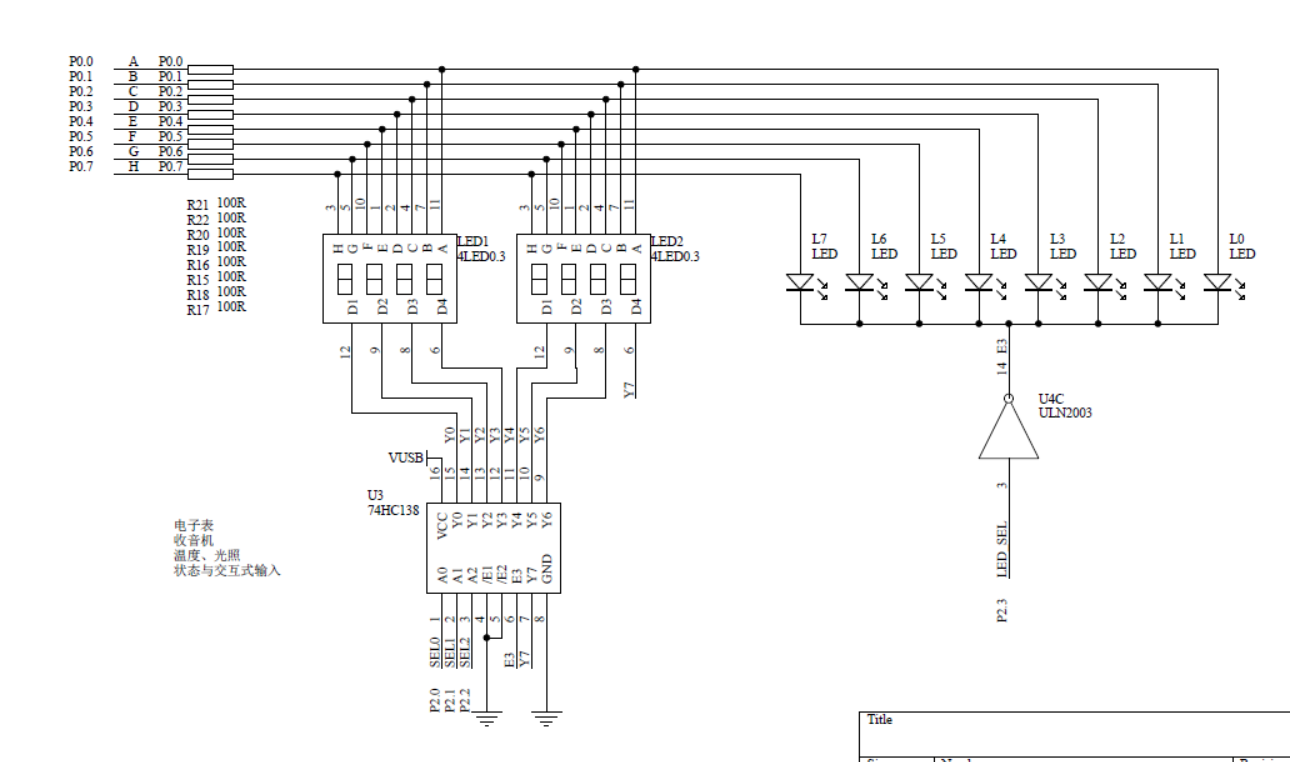 P0.0 A P0.0
P0.1 B P0.1
P0.2 C P0.2
P0.3 D P0.3
P0.4 E P0.4
P0.5 F P0.5
P0.6 G P0.6
P0.7 H P0.7
R21 100R
R22 100R
R20 100R
R19 100R
R16 100R
R15 100R
R18 100R
R17 100R
3 5 10 1 2 4 7 11
H G F E D C B A
LED1
4LED0.3
D1 D2 D3 D4
12 9 8 6
3 5 10 1 2 4 7 11
H G F E D C B A
LED2
4LED0.3
D1 D2 D3 D4
12 9 8 6
Y7
L7 L6 L5 L4 L3 L2 L1 L0
LED LED LED LED LED LED LED LED
14 E3
U4C
ULN2003
3
LED_SEL
P2.3
Y0 Y1 Y2 Y3 Y4 Y5 Y6
VUSB
16 15 14 13 12 11 10 9
U3
74HC138
VCC Y0 Y1 Y2 Y3 Y4 Y5 Y6
A0 A1 A2 /E1 /E2 E3 Y7 GND
1 2 3 4 5 6 7 8
SEL0 SEL1 SEL2 E3 Y7
P2.0 P2.1 P2.2
电子表
收音机
温度、光照
状态与交互式输入
Title